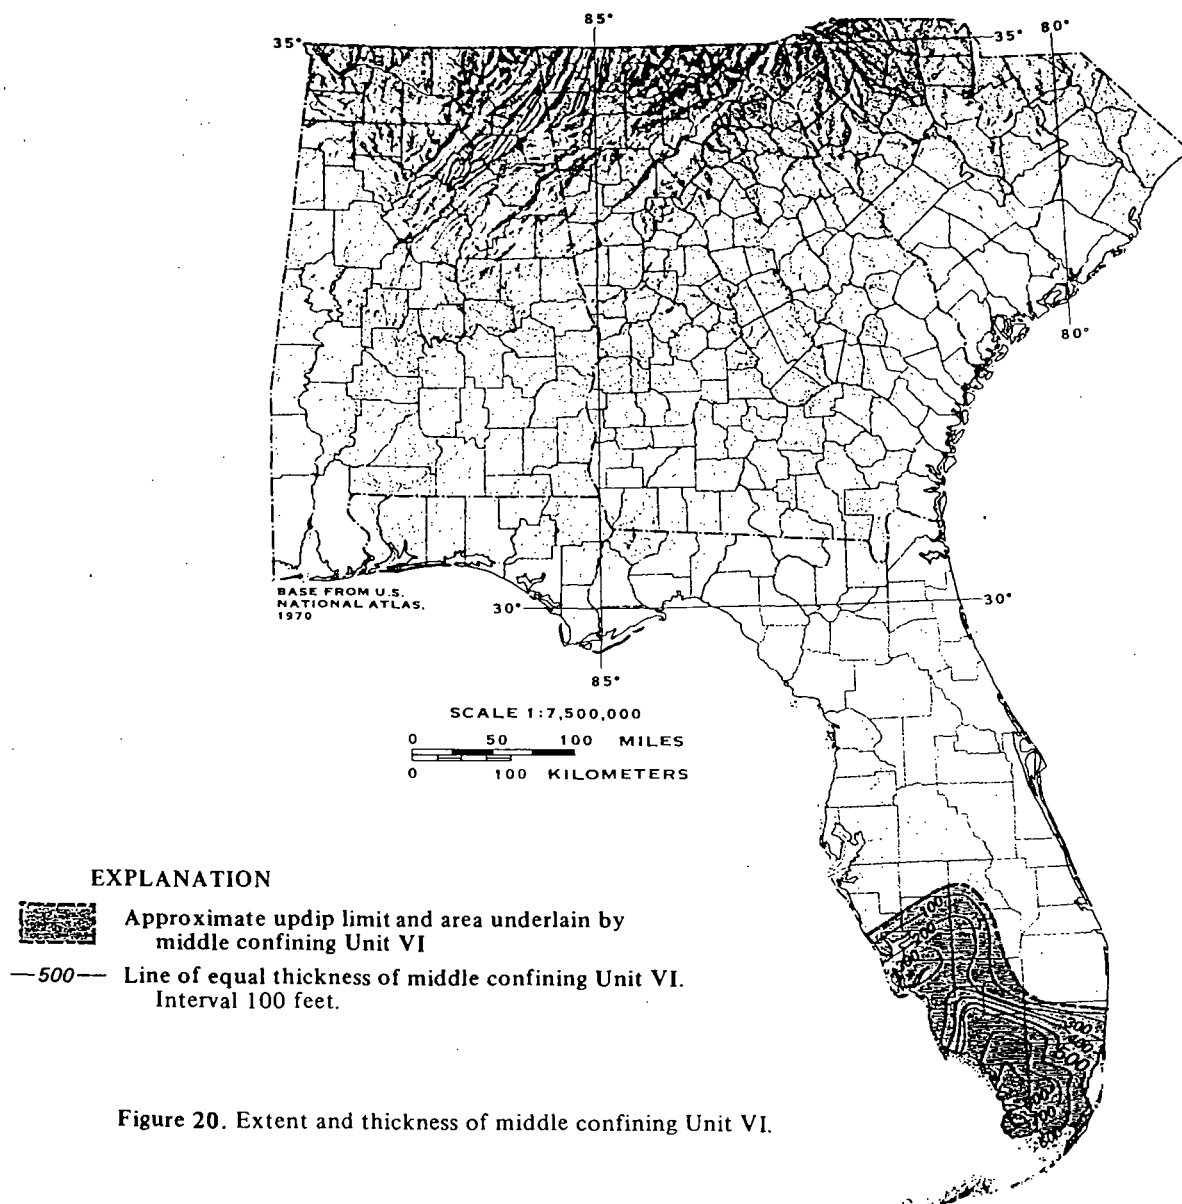 85°
80°
35°
35°
80°
BASE FROM U.S.
NATIONAL ATLAS,
1970
30°
30°
85°
SCALE 1:7,500,000
0 50 100 MILES
0 100 KILOMETERS
EXPLANATION
Approximate updip limit and area underlain by
middle confining Unit VI
—500— Line of equal thickness of middle confining Unit VI.
Interval 100 feet.
100
200
500
Figure 20. Extent and thickness of middle confining Unit VI.